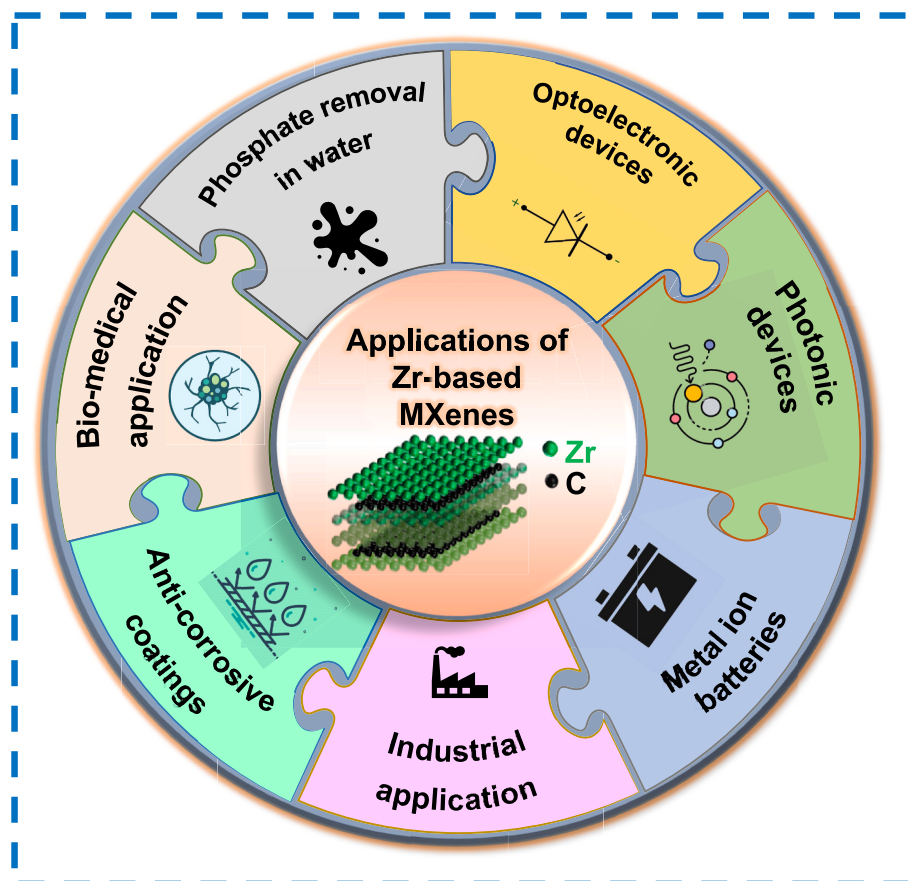 Applications of
Zr-based
MXenes
Zr
C
Phosphate removal
in water
Optoelectronic
devices
+
-
Photonic
devices
Metal ion
batteries
Industrial
application
Anti-corrosive
coatings
Bio-medical
application